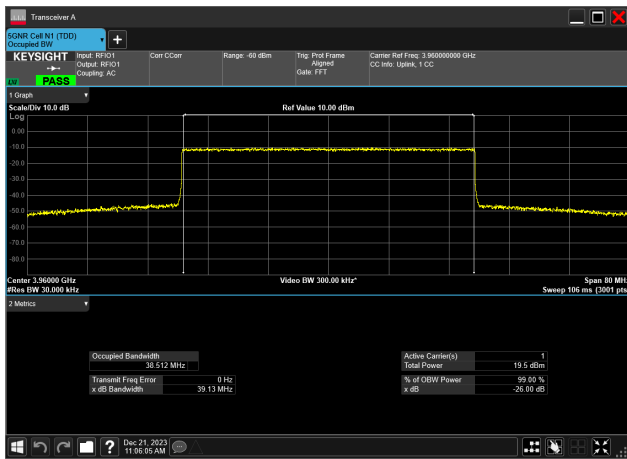 Transceiver A
5GNR Cell N1 (TDD)
Occupied BW
KEYSIGHT
Input: RFIO1
Output: RFIO1
Coupling: AC
Corr CCorr
Range: -60 dBm
Trig: Prot Frame
Aligned
Gate: FFT
Carrier Ref Freq: 3.960000000 GHz
CC Info: Uplink, 1 CC
PASS
1 Graph
Scale/Div 10.0 dB
Ref Value 10.00 dBm
Log
0.00
-10.0
-20.0
-30.0
-40.0
-50.0
-60.0
-70.0
-80.0
Center 3.96000 GHz
Video BW 300.00 kHz*
Span 80 MHz
#Res BW 30.000 kHz
Sweep 106 ms (3001 pts)
2 Metrics
Occupied Bandwidth
38.512 MHz
Transmit Freq Error 0 Hz
x dB Bandwidth 39.13 MHz
Active Carrier(s) 1
Total Power 19.5 dBm
% of OBW Power 99.00 %
x dB -26.00 dB
Dec 21, 2023
11:06:05 AM